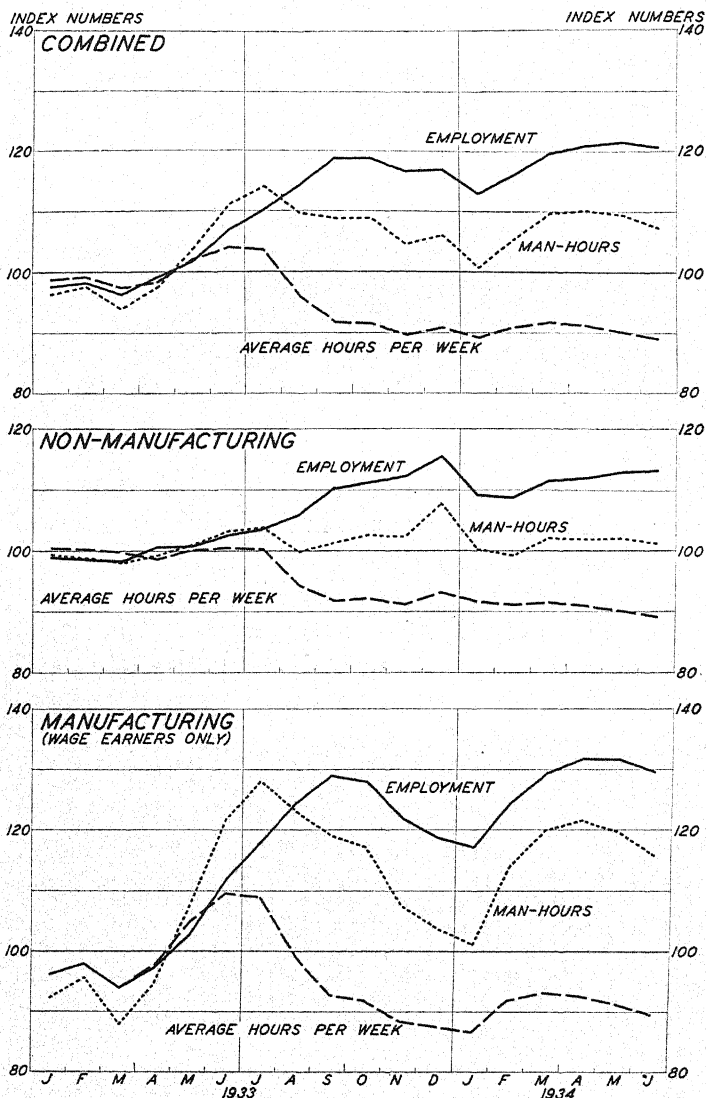 INDEX NUMBERS INDEX NUMBERS
140 140
COMBINED
EMPLOYMENT
120 120
MAN-HOURS
100 100
AVERAGE HOURS PER WEEK
80 80
120 120
NON-MANUFACTURING
EMPLOYMENT
MAN-HOURS
100 100
AVERAGE HOURS PER WEEK
80 80
140 140
MANUFACTURING
(WAGE EARNERS ONLY)
EMPLOYMENT
120 120
MAN-HOURS
100 100
AVERAGE HOURS PER WEEK
80 80
J F M A M J J A S O N D J F M A M J
1933 1934